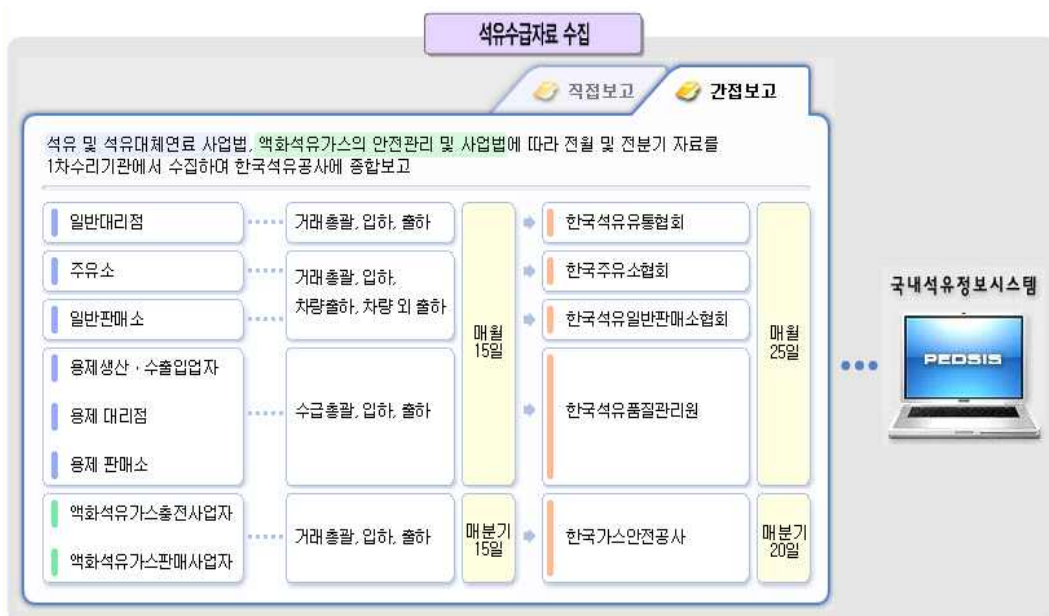 석유수급자료 수집
직접보고
간접보고
석유 및 석유대체연료 사업법, 액화석유가스의 안전관리 및 사업법에 따라 전월 및 전분기 자료를
1차수리기관에서 수집하여 한국석유공사에 종합보고
일반대리점
거래총괄, 입하, 출하
한국석유유통협회
주유소
거래총괄, 입하,
차량출하, 차량 외 출하
한국주유소협회
일반판매소
한국석유일반판매소협회
매월
15일
매월
25일
용제생산 · 수출입업자
용제 대리점
용제 판매소
수급총괄, 입하, 출하
한국석유품질관리원
액화석유가스충전사업자
액화석유가스판매사업자
거래총괄, 입하, 출하
매분기
15일
한국가스안전공사
매분기
20일
국내석유정보시스템
PEDSIS